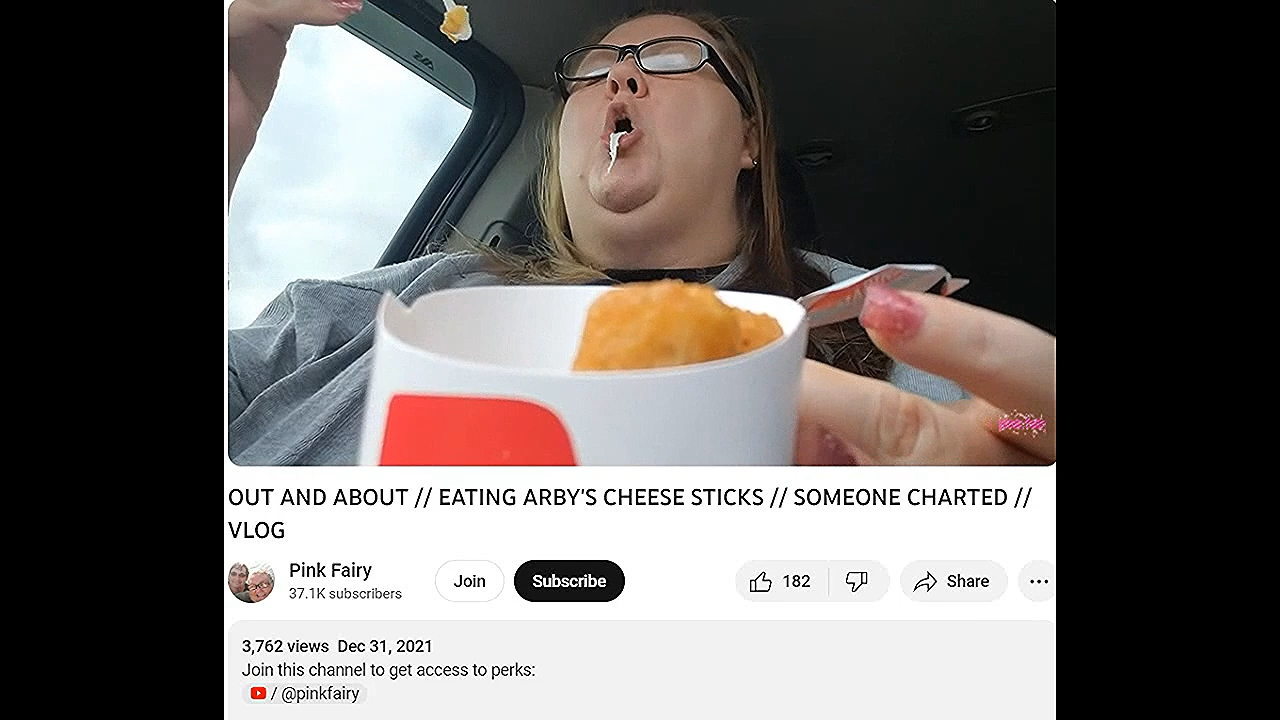 OUT AND ABOUT // EATING ARBY'S CHEESE STICKS // SOMEONE CHARTED //
VLOG
Pink Fairy
37.1K subscribers
Join
Subscribe
182
Share
3,762 views Dec 31, 2021
Join this channel to get access to perks:
/ @pinkfairy